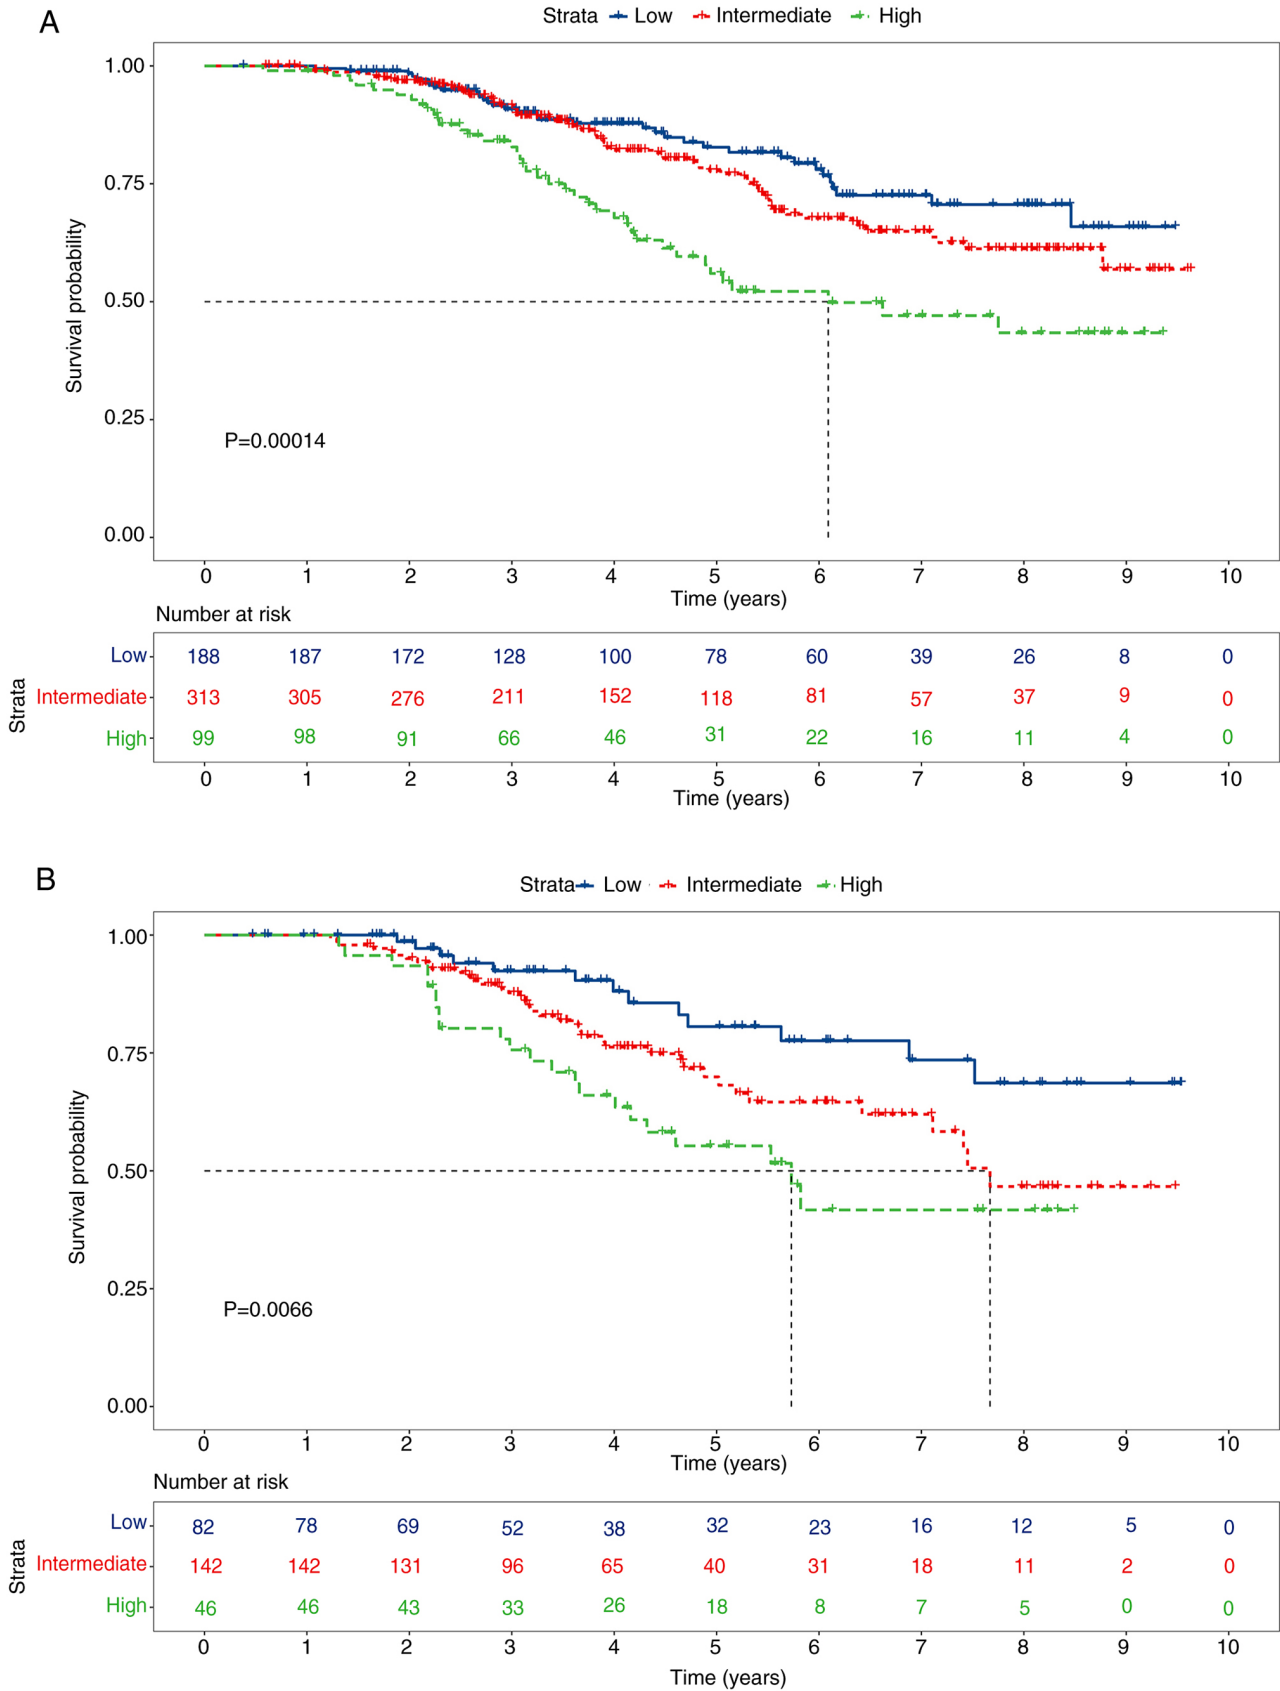 A
Strata Low Intermediate High
1.00
0.75
0.50
0.25
0.00
Survival probability
P=0.00014
0 1 2 3 4 5 6 7 8 9 10
Time (years)
Number at risk
Strata
Low 188 187 172 128 100 78 60 39 26 8 0
Intermediate 313 305 276 211 152 118 81 57 37 9 0
High 99 98 91 66 46 31 22 16 11 4 0
0 1 2 3 4 5 6 7 8 9 10
Time (years)
B
Strata Low Intermediate High
1.00
0.75
0.50
0.25
0.00
Survival probability
P=0.0066
0 1 2 3 4 5 6 7 8 9 10
Time (years)
Number at risk
Strata
Low 82 78 69 52 38 32 23 16 12 5 0
Intermediate 142 142 131 96 65 40 31 18 11 2 0
High 46 46 43 33 26 18 8 7 5 0 0
0 1 2 3 4 5 6 7 8 9 10
Time (years)